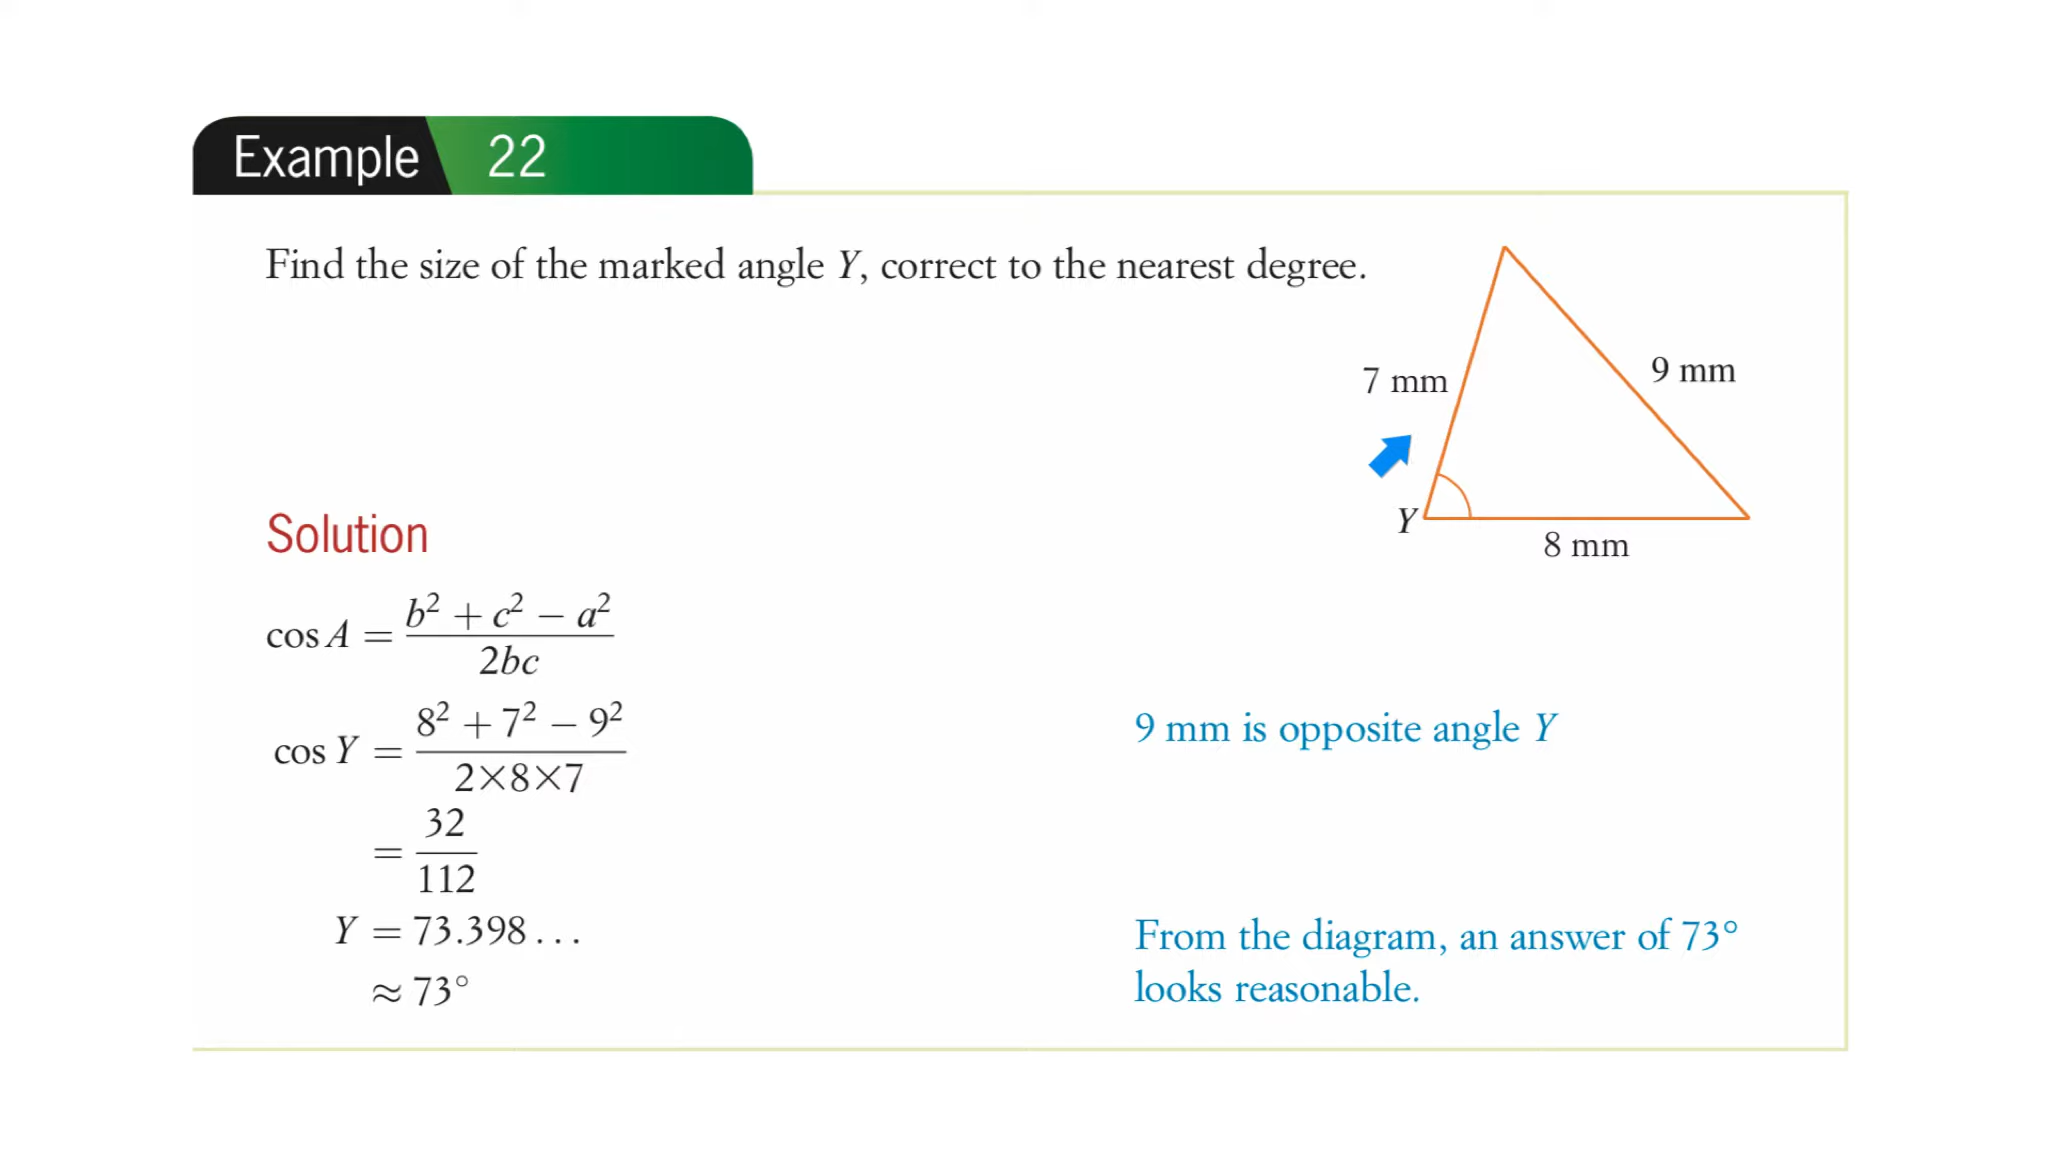 Example 22
Find the size of the marked angle Y, correct to the nearest degree.
7 mm
9 mm
Y
8 mm
Solution
cos A = (b² + c² − a²) / 2bc
cos Y = (8² + 7² − 9²) / 2×8×7
9 mm is opposite angle Y
= 32/112
Y = 73.398...
≈ 73°
From the diagram, an answer of 73°
looks reasonable.